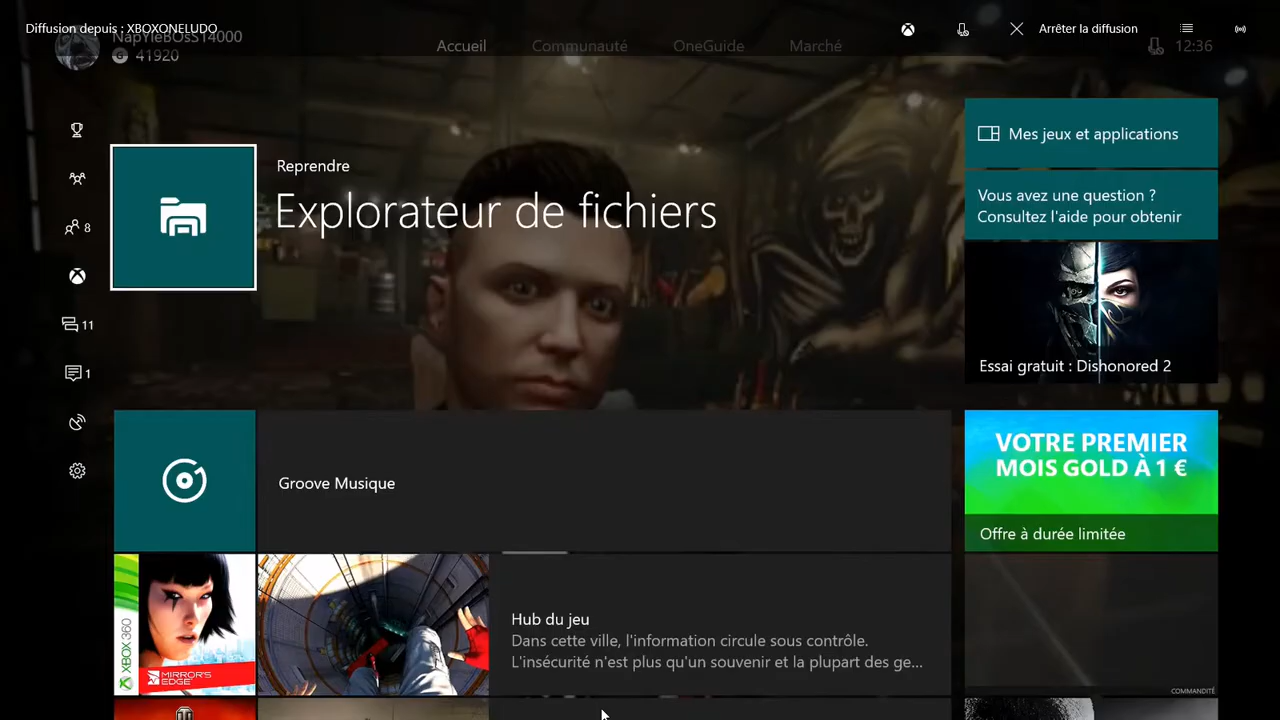 Diffusion depuis : XBOXONELUDO
NapYleBOsS14000
G 41920
Accueil
Communauté
OneGuide
Marché
Arrêter la diffusion
12:36
8
11
1
Reprendre
Explorateur de fichiers
Mes jeux et applications
Vous avez une question ?
Consultez l'aide pour obtenir
Essai gratuit : Dishonored 2
Groove Musique
VOTRE PREMIER
MOIS GOLD À 1 €
Offre à durée limitée
XBOX 360
MIRROR'S
EDGE
Hub du jeu
Dans cette ville, l'information circule sous contrôle.
L'insécurité n'est plus qu'un souvenir et la plupart des ge...
COMMANDITÉ